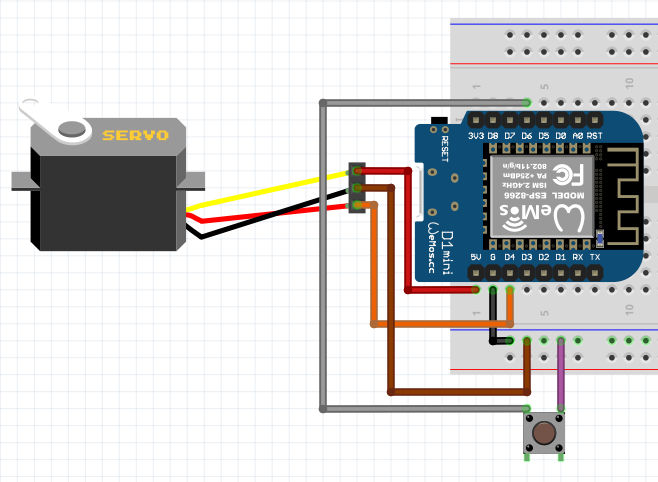 1
5
10
SERVO
RESET
3V3 D8 D7 D6 D5 D0 A0 RST
802.11b/g/n
PA +25dBm
ISM 2.4GHz
ESP-8266
MODEL
FC
WeMos
D1 mini
WeMos.cc
5V G D4 D3 D2 D1 RX TX
1
5
10